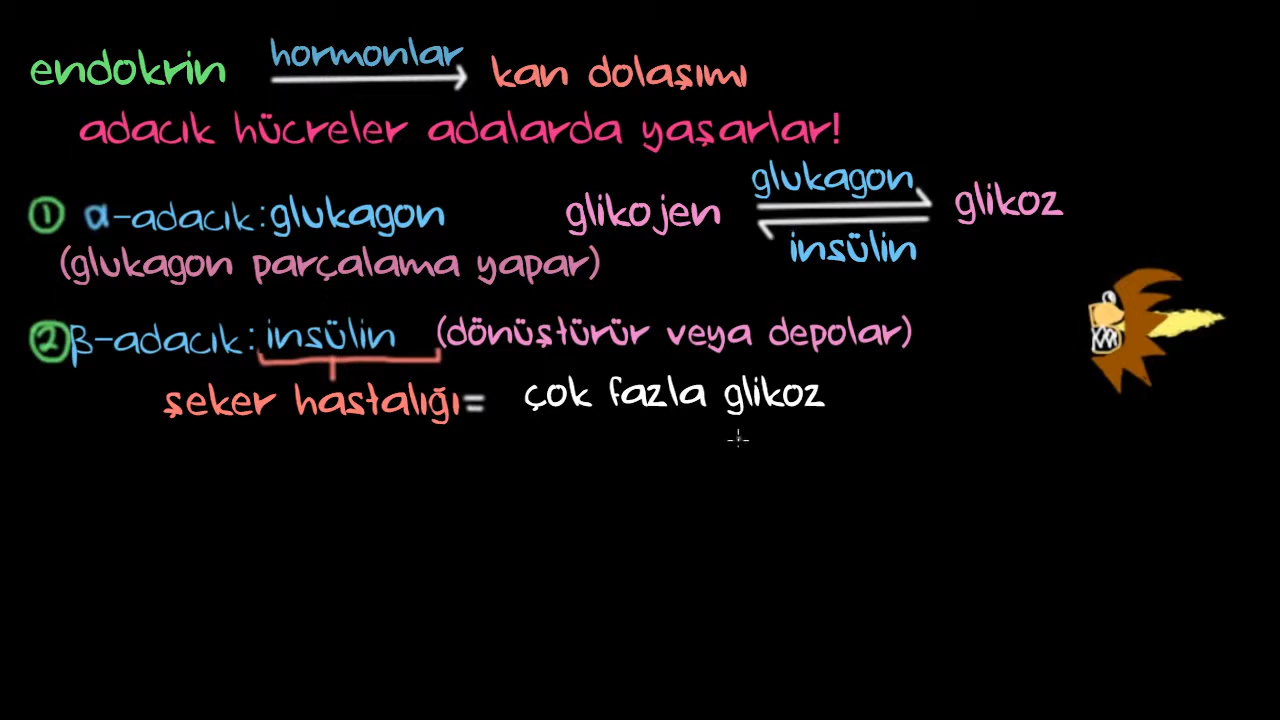 endokrin hormonlar kan dolaşımı
adacık hücreler adalarda yaşarlar!
1 α-adacık: glukagon glikojen glukagon insülin glikoz
(glukagon parçalama yapar)
2 β-adacık: insülin (dönüştürür veya depolar)
şeker hastalığı = çok fazla glikoz